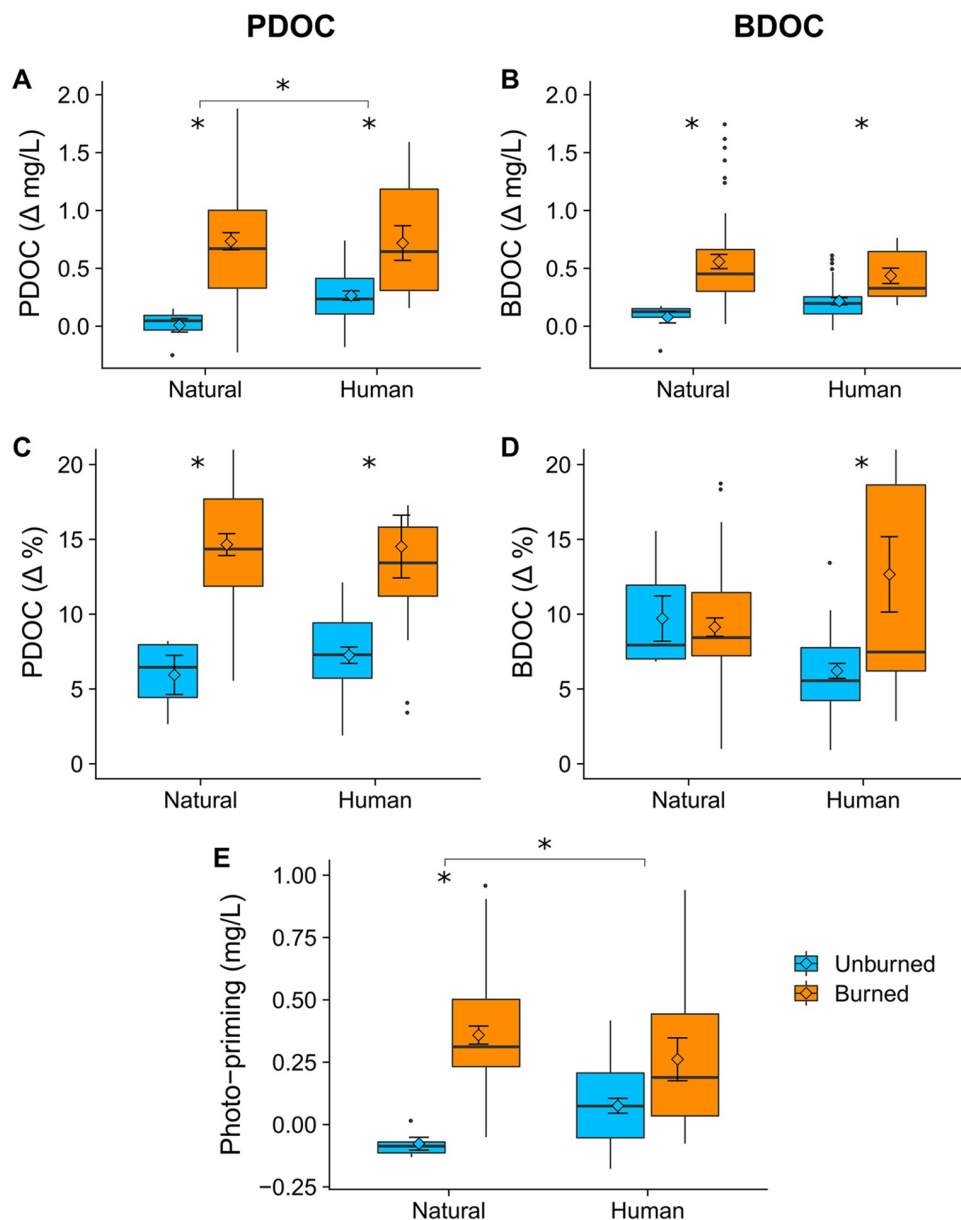 PDOC
BDOC
A
*
2.0
*
*
1.5
1.0
0.5
0.0
PDOC (Δ mg/L)
Natural
Human
B
2.0
*
*
1.5
1.0
0.5
0.0
BDOC (Δ mg/L)
Natural
Human
C
20
*
*
15
10
5
0
PDOC (Δ %)
Natural
Human
D
20
*
15
10
5
0
BDOC (Δ %)
Natural
Human
E
*
1.00
*
0.75
0.50
0.25
0.00
−0.25
Photo−priming (mg/L)
Natural
Human
Unburned
Burned